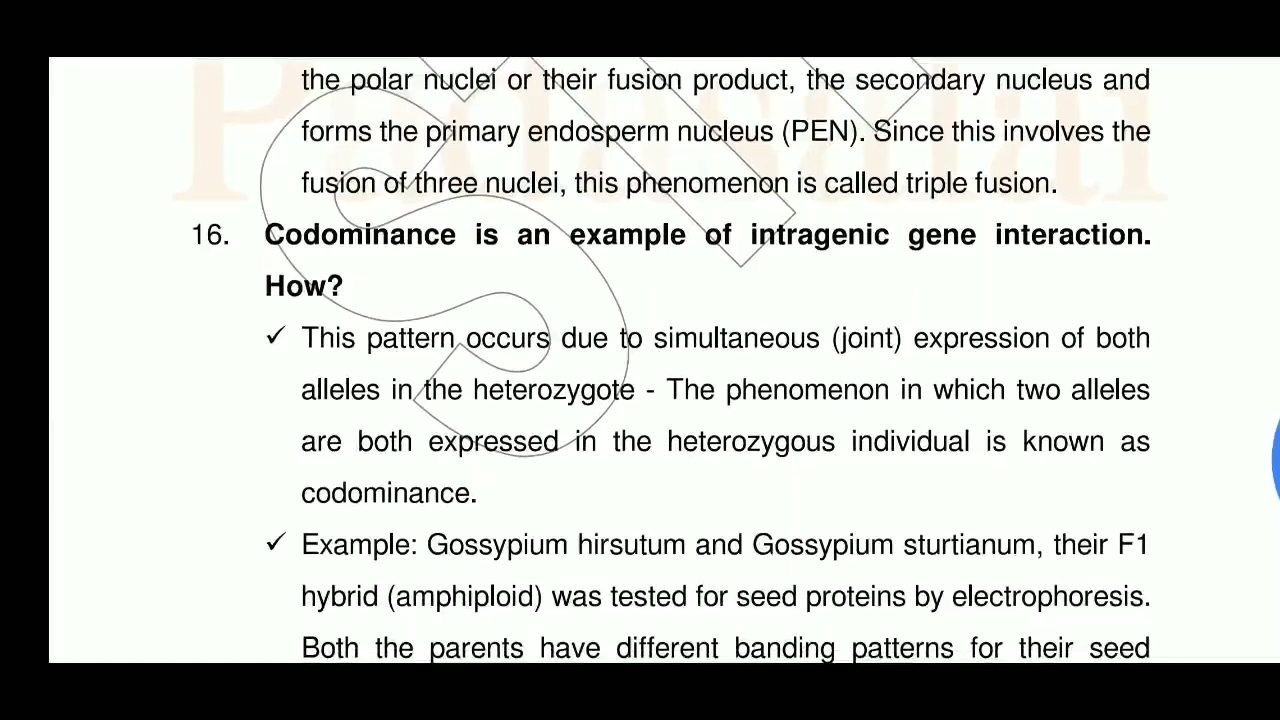 the polar nuclei or their fusion product, the secondary nucleus and
forms the primary endosperm nucleus (PEN). Since this involves the
fusion of three nuclei, this phenomenon is called triple fusion.
16. Codominance is an example of intragenic gene interaction.
How?
✓ This pattern occurs due to simultaneous (joint) expression of both
alleles in the heterozygote - The phenomenon in which two alleles
are both expressed in the heterozygous individual is known as
codominance.
✓ Example: Gossypium hirsutum and Gossypium sturtianum, their F1
hybrid (amphiploid) was tested for seed proteins by electrophoresis.
Both the parents have different banding patterns for their seed